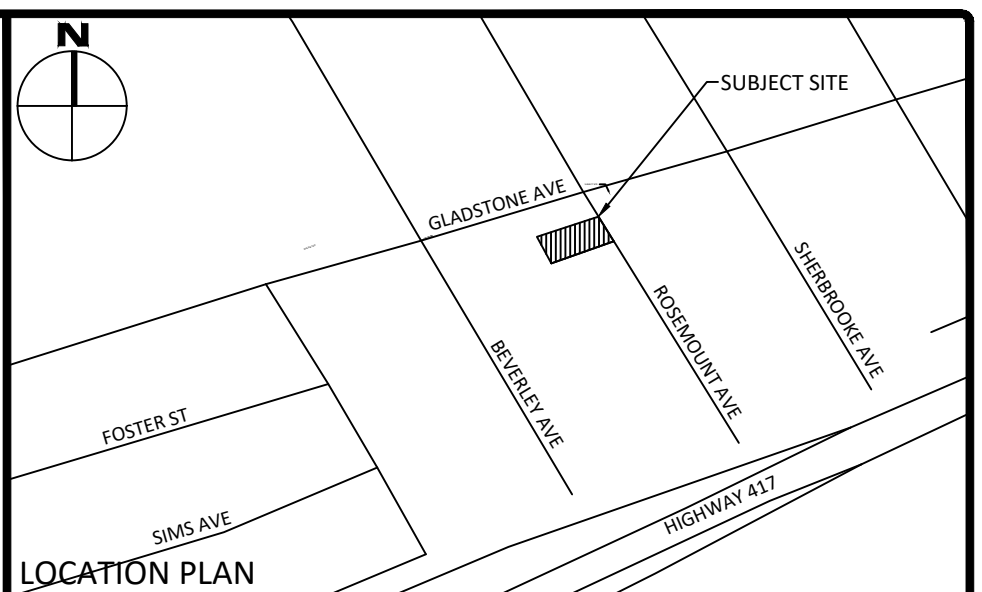 N
SUBJECT SITE
GLADSTONE AVE
SHERBROOKE AVE
ROSEMOUNT AVE
BEVERLEY AVE
FOSTER ST
HIGHWAY 417
SIMS AVE
LOCATION PLAN